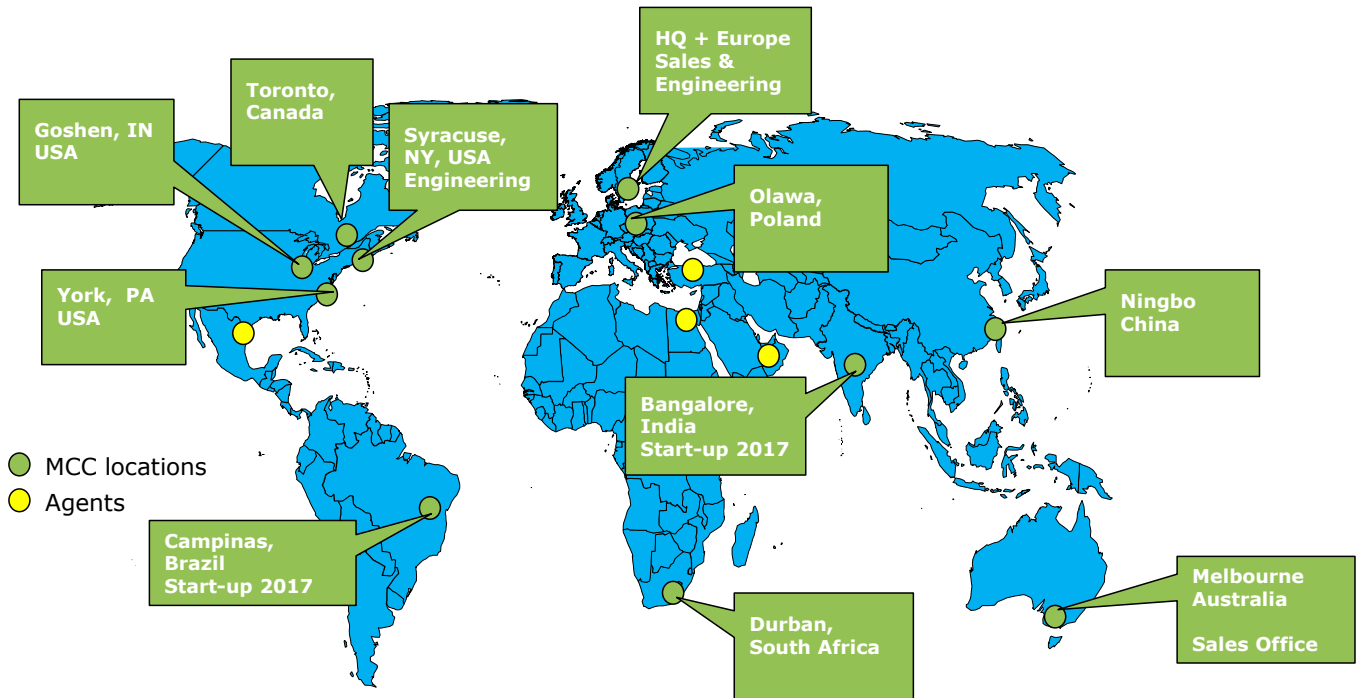 HQ + Europe
Sales &
Engineering
Toronto,
Canada
Goshen, IN
USA
Syracuse,
NY, USA
Engineering
Olawa,
Poland
York,  PA
USA
Ningbo
China
Bangalore,
India
Start-up 2017
MCC locations
Agents
Campinas,
Brazil
Start-up 2017
Durban,
South Africa
Melbourne
Australia
Sales Office